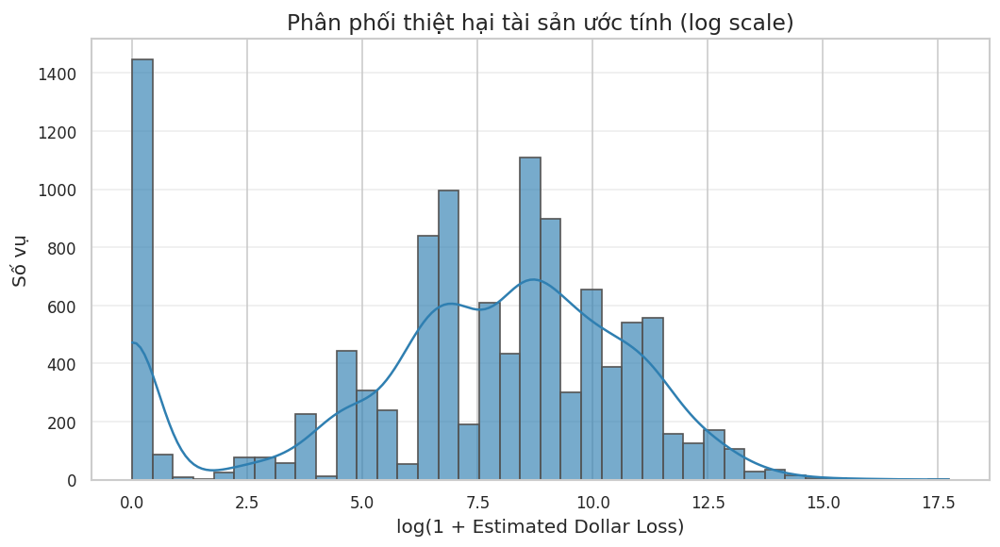 Phân phối thiệt hại tài sản ước tính (log scale)
Số vụ
1400
1200
1000
800
600
400
200
0
0.0 2.5 5.0 7.5 10.0 12.5 15.0 17.5
log(1 + Estimated Dollar Loss)